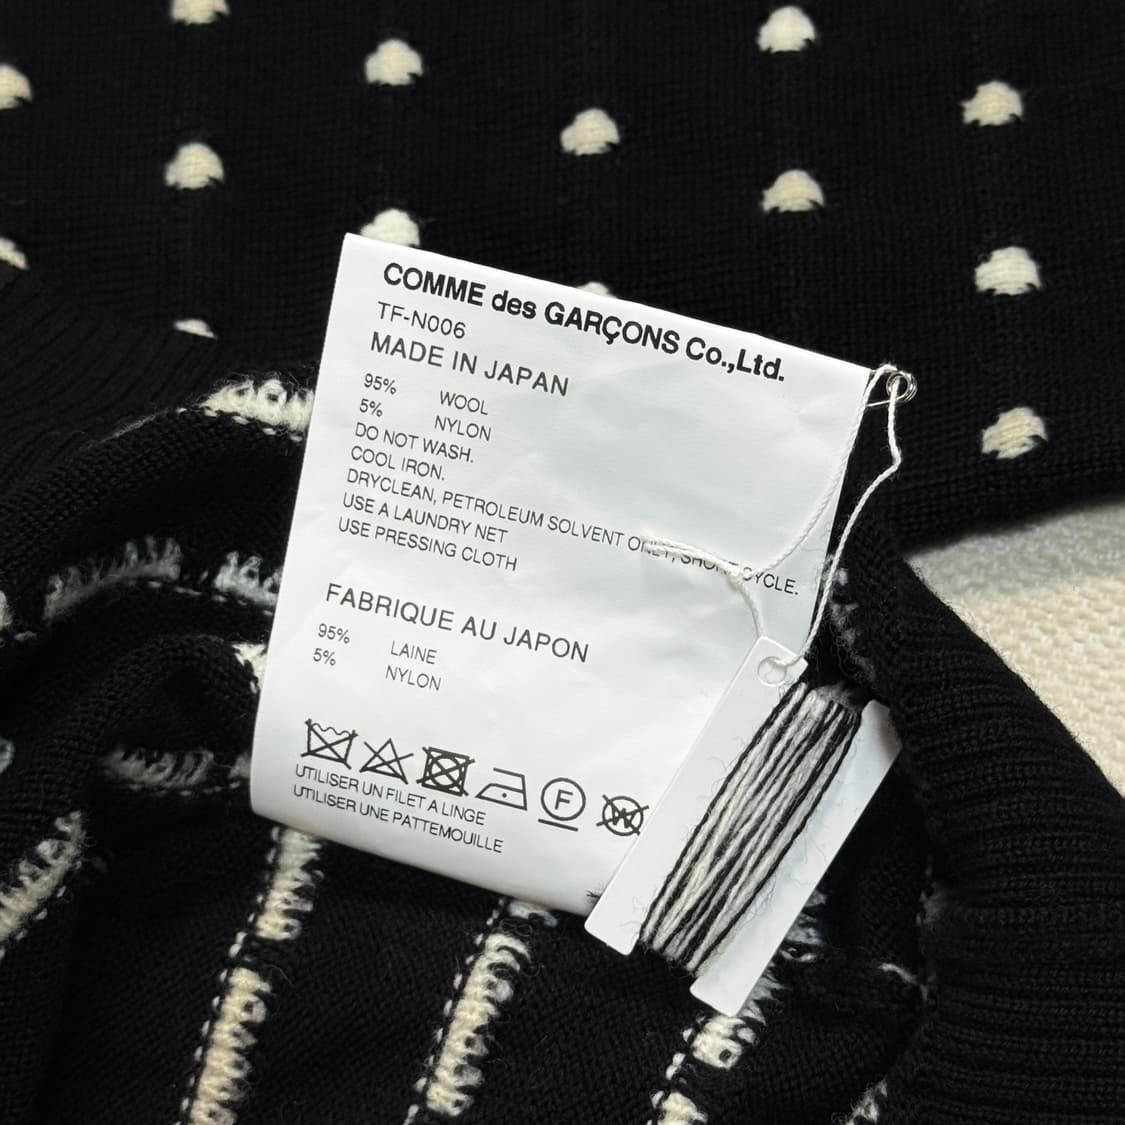 COMME des GARÇONS Co.,Ltd.
TF-N006
MADE IN JAPAN
95% WOOL
5% NYLON
DO NOT WASH.
COOL IRON.
DRYCLEAN, PETROLEUM SOLVENT ONLY, SHORT CYCLE.
USE A LAUNDRY NET
USE PRESSING CLOTH
FABRIQUE AU JAPON
95% LAINE
5% NYLON
F W
UTILISER UN FILET A LINGE
UTILISER UNE PATTEMOUILLE